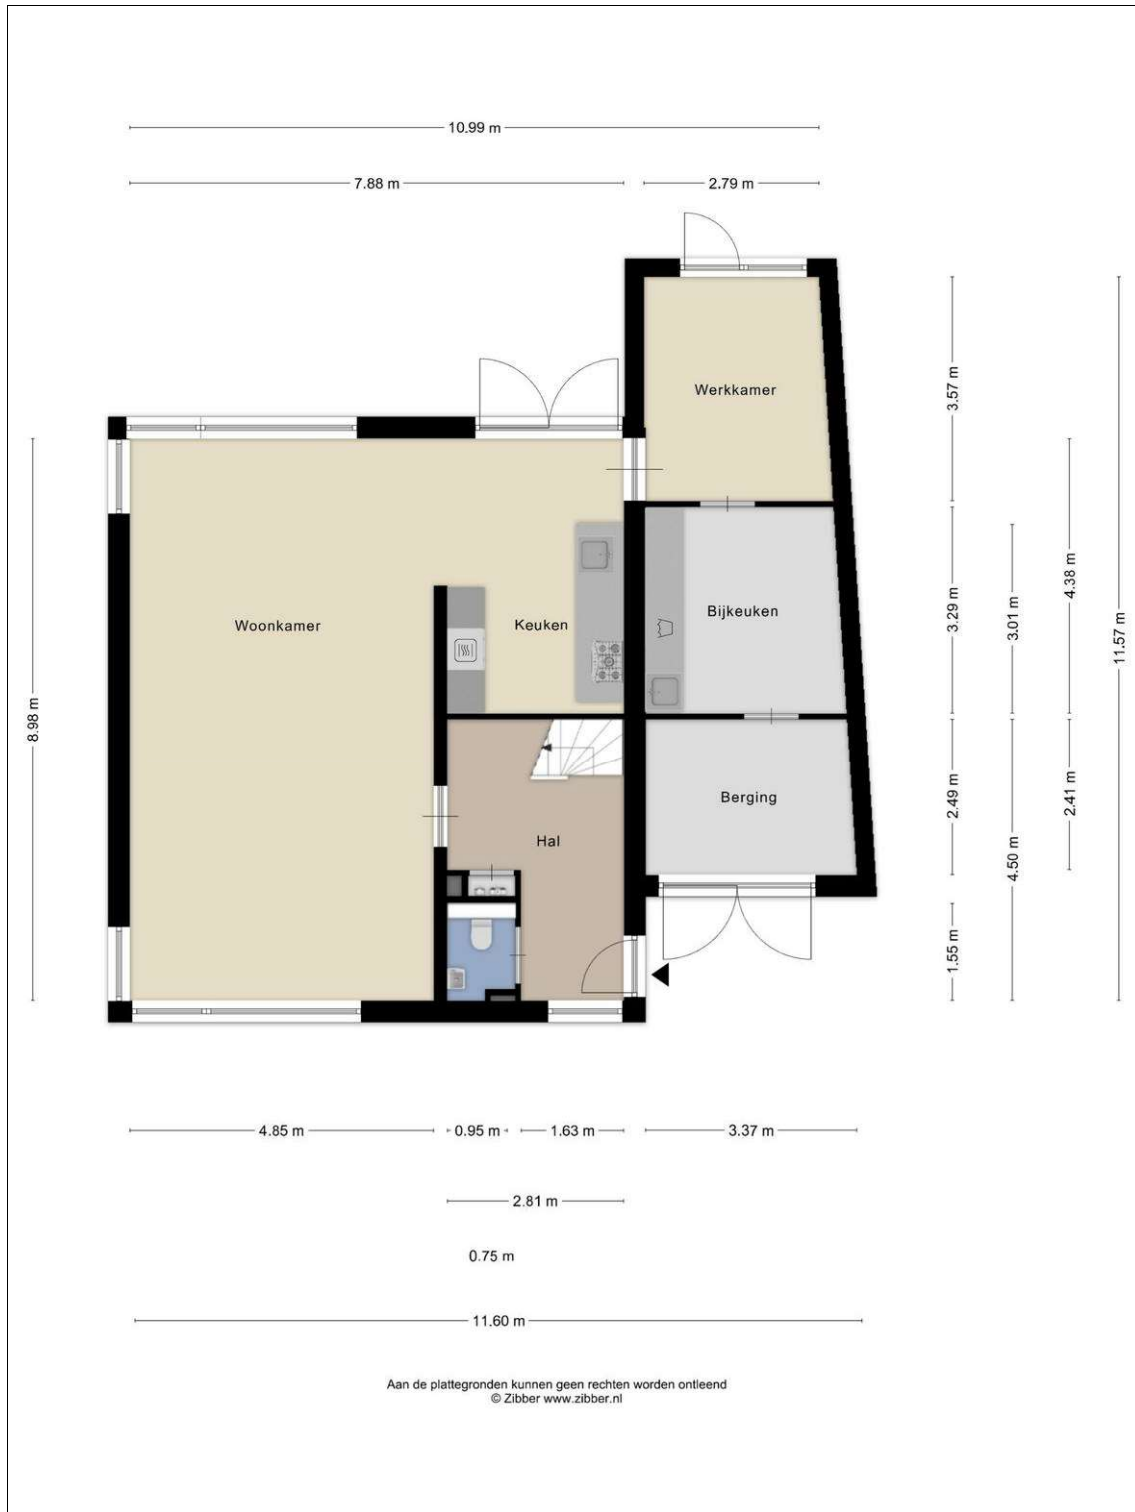 10.99 m
7.88 m
2.79 m
Werkkamer
3.57 m
Woonkamer
Keuken
Bijkeuken
3.29 m
3.01 m
4.38 m
11.57 m
8.98 m
Hal
Berging
2.49 m
4.50 m
2.41 m
1.55 m
4.85 m
0.95 m
1.63 m
3.37 m
2.81 m
0.75 m
11.60 m
Aan de plattegronden kunnen geen rechten worden ontleend
© Zibber www.zibber.nl